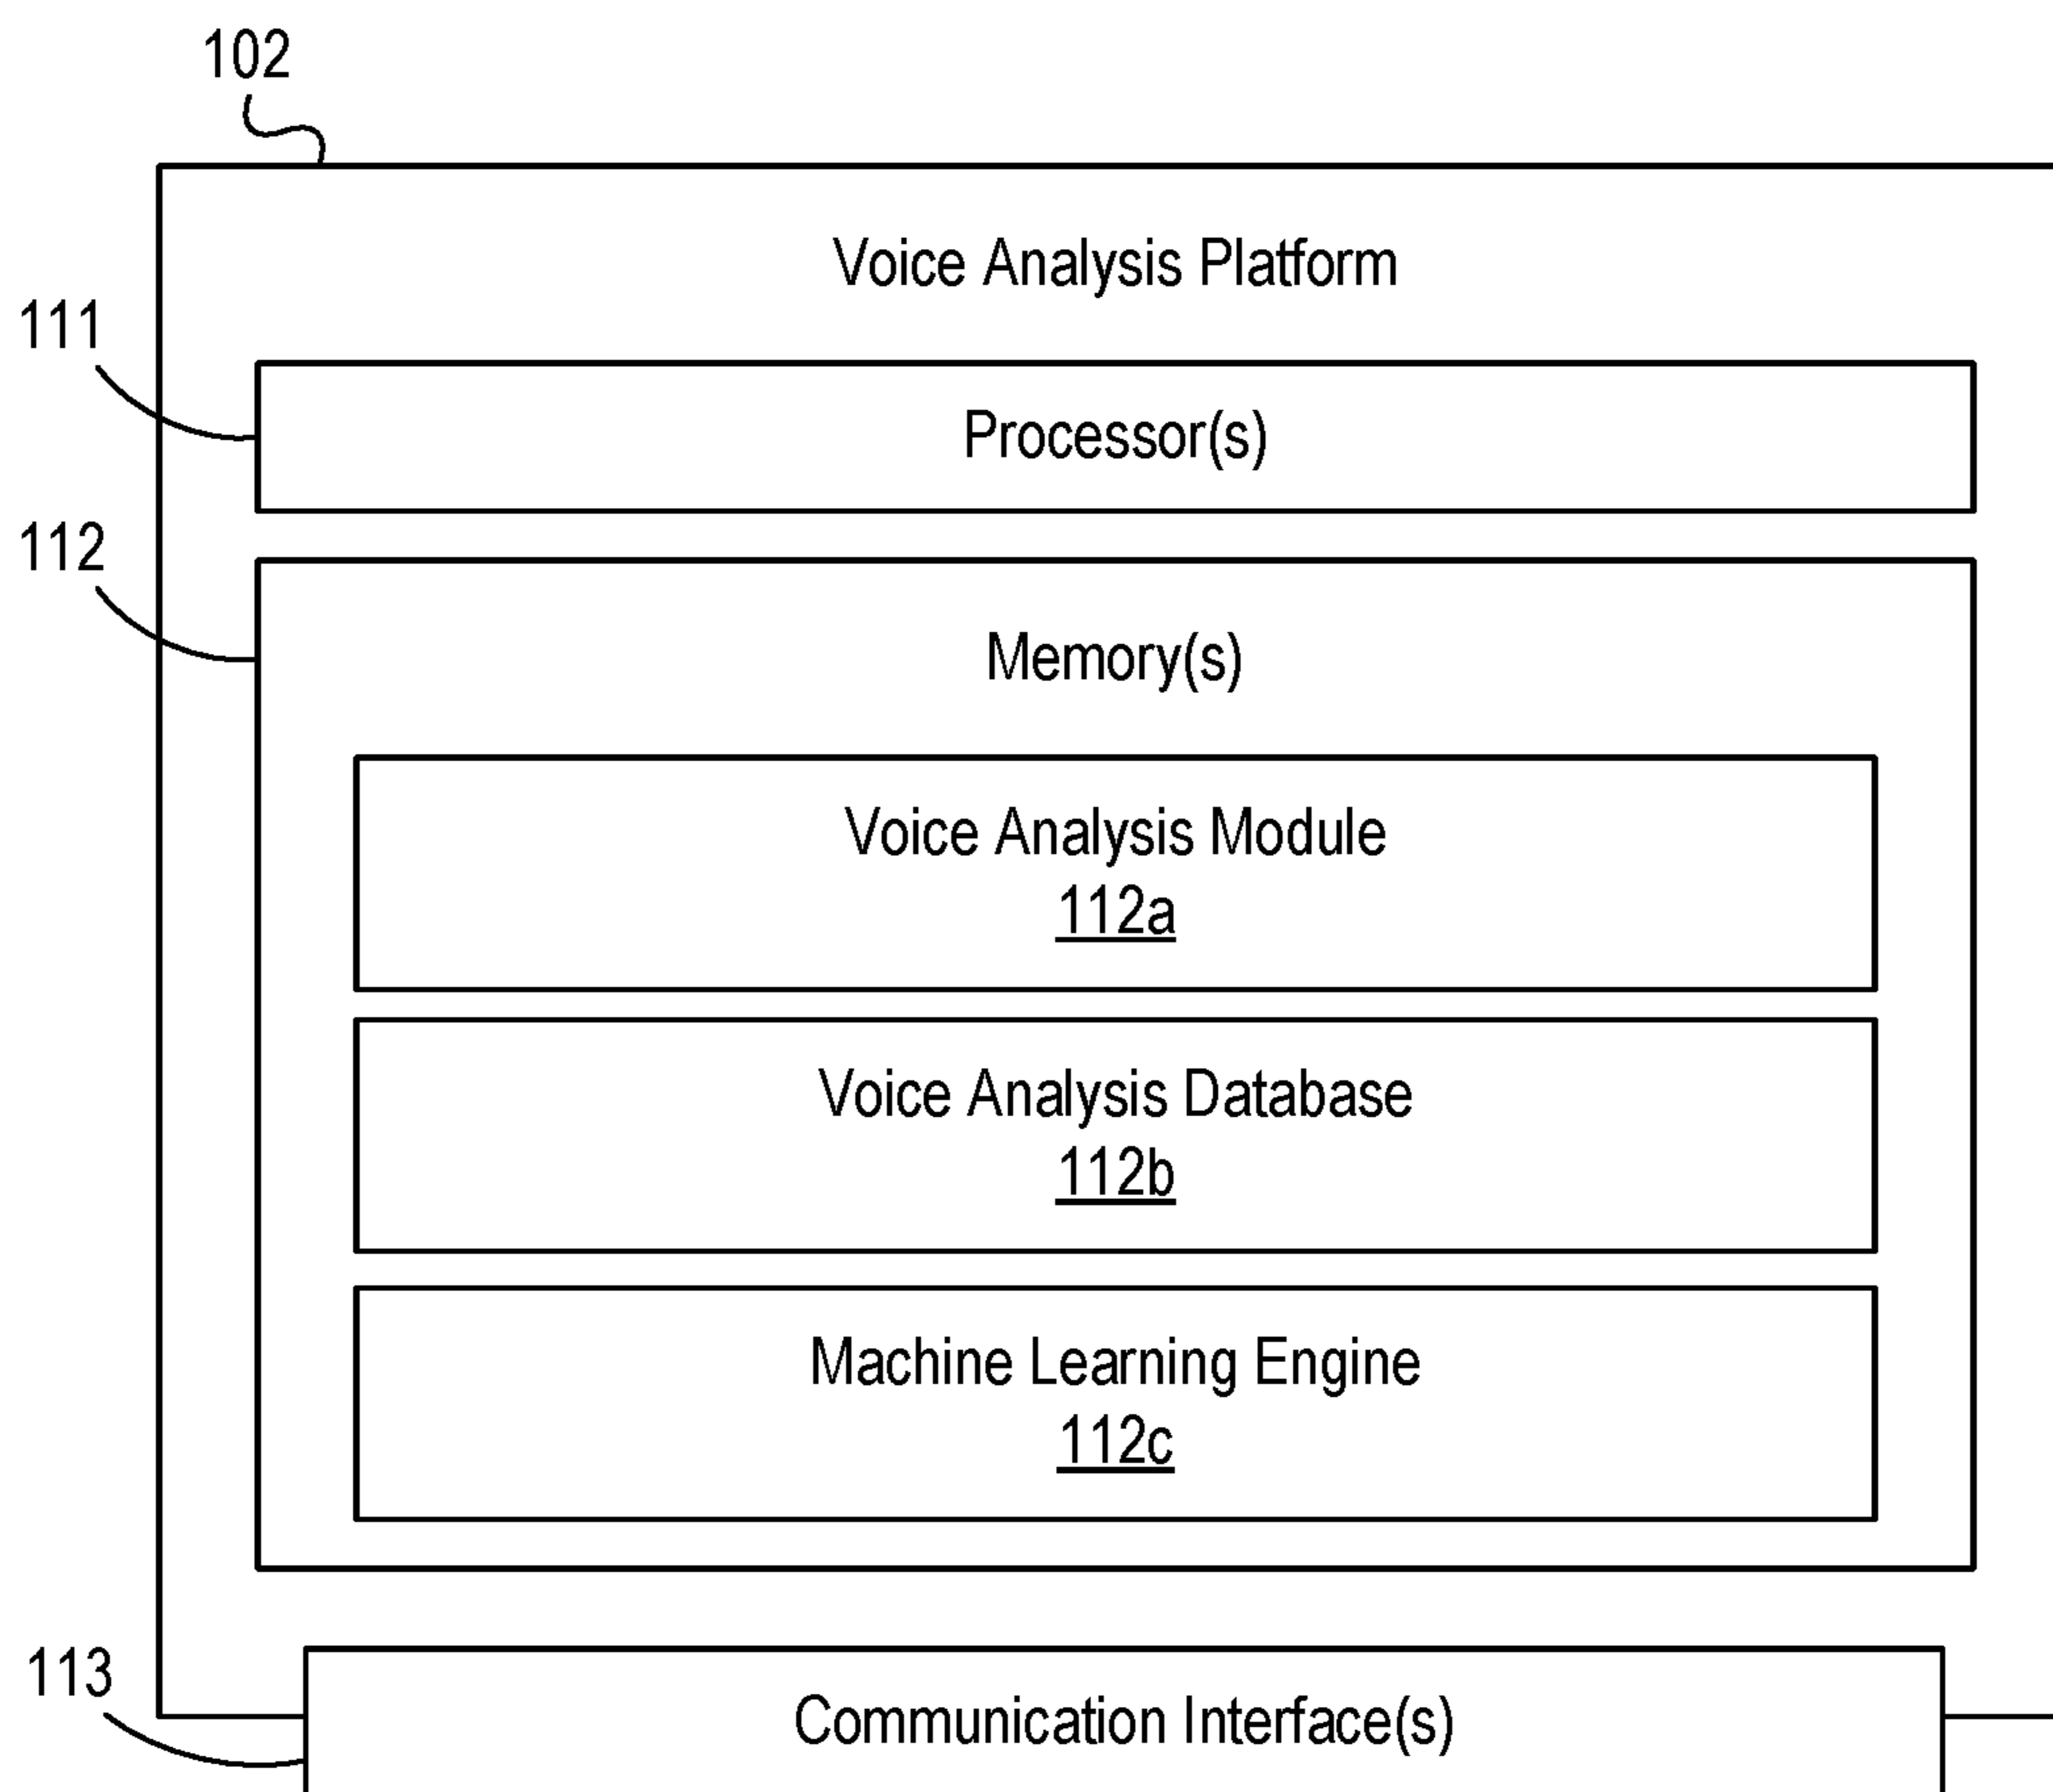 102
Voice Analysis Platform
111
Processor(s)
112
Memory(s)
Voice Analysis Module
112a
Voice Analysis Database
112b
Machine Learning Engine
112c
113
Communication Interface(s)